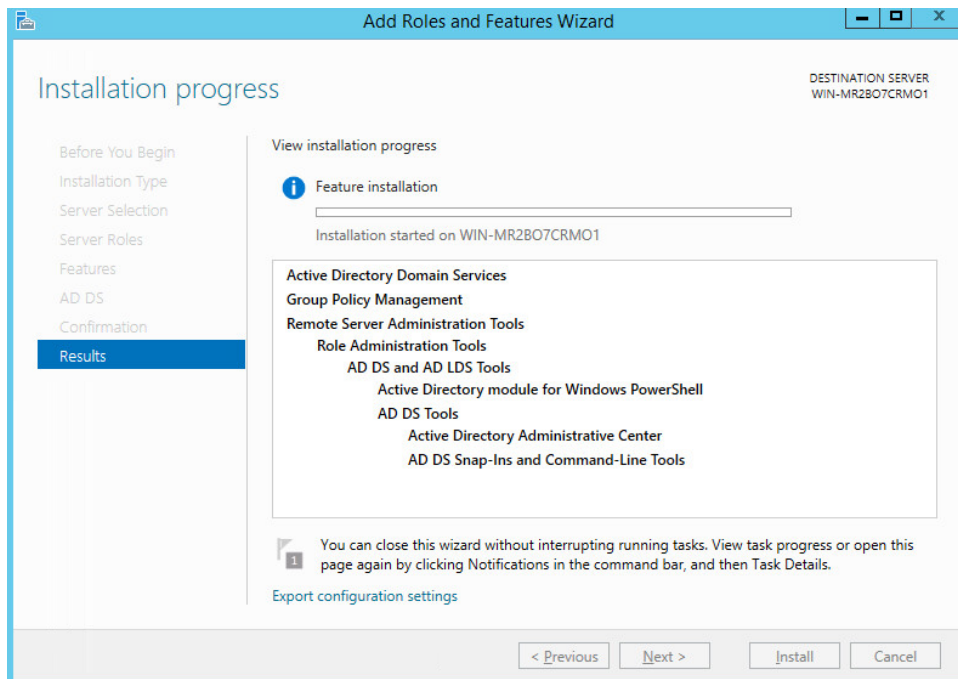 Add Roles and Features Wizard
Installation progress
DESTINATION SERVER
WIN-MR2BO7CRMO1
Before You Begin
Installation Type
Server Selection
Server Roles
Features
AD DS
Confirmation
Results
View installation progress
Feature installation
Installation started on WIN-MR2BO7CRMO1
Active Directory Domain Services
Group Policy Management
Remote Server Administration Tools
Role Administration Tools
AD DS and AD LDS Tools
Active Directory module for Windows PowerShell
AD DS Tools
Active Directory Administrative Center
AD DS Snap-Ins and Command-Line Tools
1
You can close this wizard without interrupting running tasks. View task progress or open this
page again by clicking Notifications in the command bar, and then Task Details.
Export configuration settings
< Previous
Next >
Install
Cancel